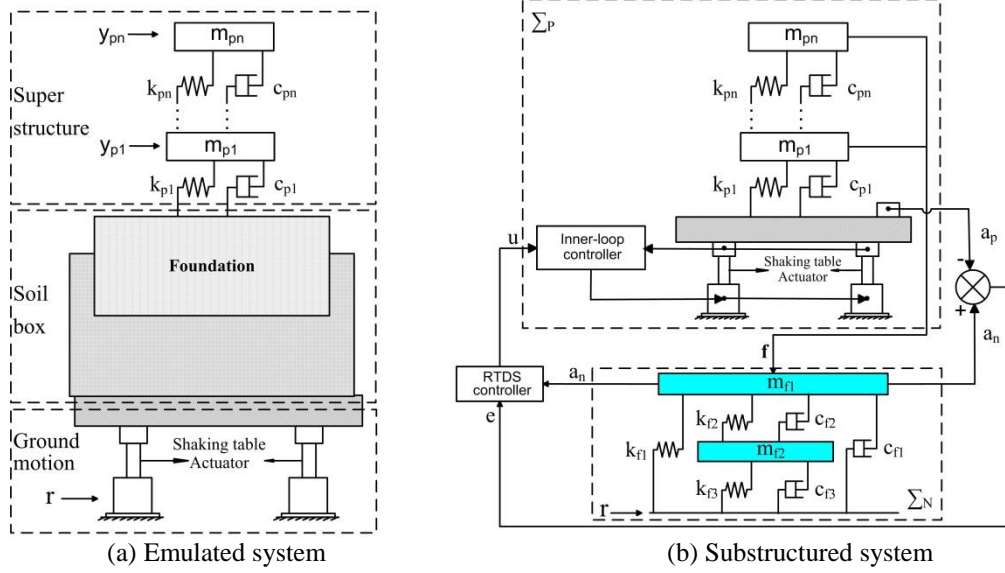 y_pn
m_pn
k_pn
c_pn
Super
structure
y_p1
m_p1
k_p1
c_p1
Foundation
Soil
box
Ground
motion
Shaking table
Actuator
r
(a) Emulated system
∑_P
m_pn
k_pn
c_pn
m_p1
k_p1
c_p1
u
Inner-loop
controller
Shaking table
Actuator
a_p
-
+
a_n
f
RTDS
controller
a_n
e
m_f1
k_f2
c_f2
k_f1
m_f2
c_f1
k_f3
c_f3
r
∑_N
(b) Substructured system